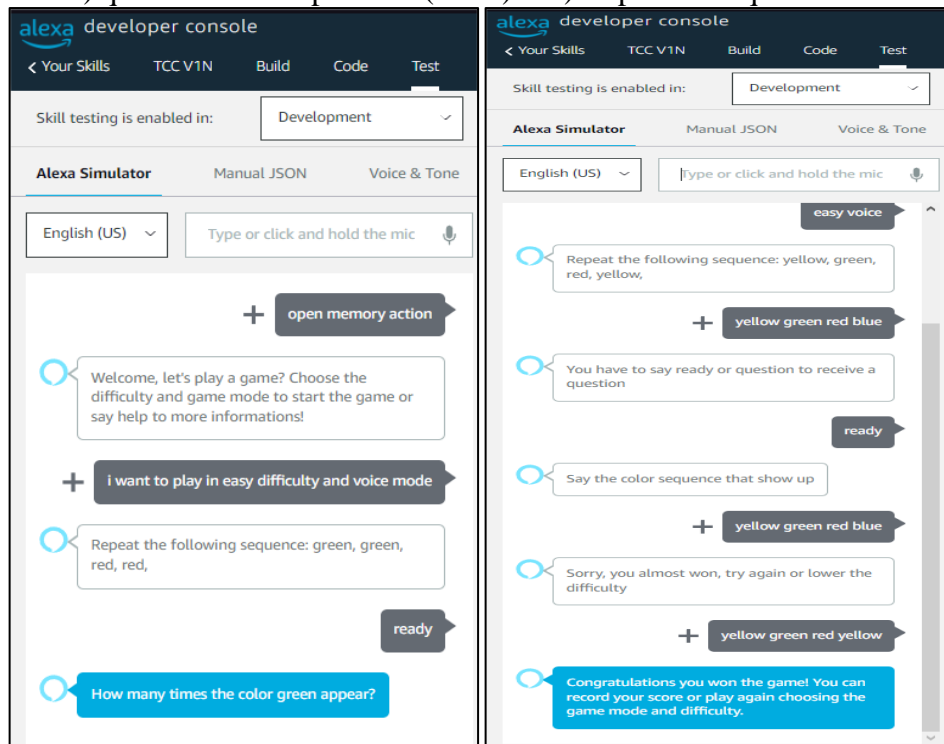 alexa developer console
< Your Skills TCC V1N Build Code Test
Skill testing is enabled in: Development
Alexa Simulator Manual JSON Voice & Tone
English (US) Type or click and hold the mic
+ open memory action
Welcome, let's play a game? Choose the
difficulty and game mode to start the game or
say help to more informations!
+ i want to play in easy difficulty and voice mode
Repeat the following sequence: green, green,
red, red,
ready
How many times the color green appear?
alexa developer console
< Your Skills TCC V1N Build Code Test
Skill testing is enabled in: Development
Alexa Simulator Manual JSON Voice & Tone
English (US) Type or click and hold the mic
easy voice
Repeat the following sequence: yellow, green,
red, yellow,
+ yellow green red blue
You have to say ready or question to receive a
question
ready
Say the color sequence that show up
+ yellow green red blue
Sorry, you almost won, try again or lower the
difficulty
+ yellow green red yellow
Congratulations you won the game! You can
record your score or play again choosing the
game mode and difficulty.